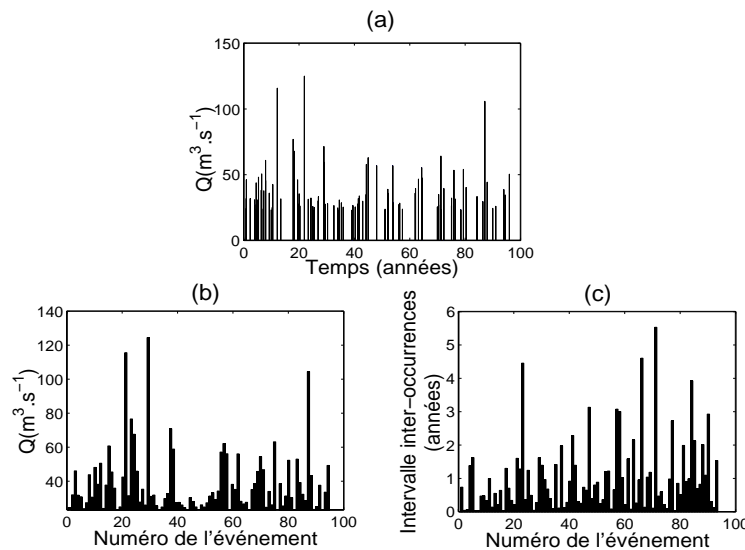 (a)
150
100
50
0
Q(m³.s⁻¹)
0 20 40 60 80 100
Temps (années)
(b)
140
120
100
80
60
40
Q(m³.s⁻¹)
0 20 40 60 80 100
Numéro de l'événement
(c)
6
5
4
3
2
1
0
Intervalle inter−occurrences
(années)
0 20 40 60 80 100
Numéro de l'événement